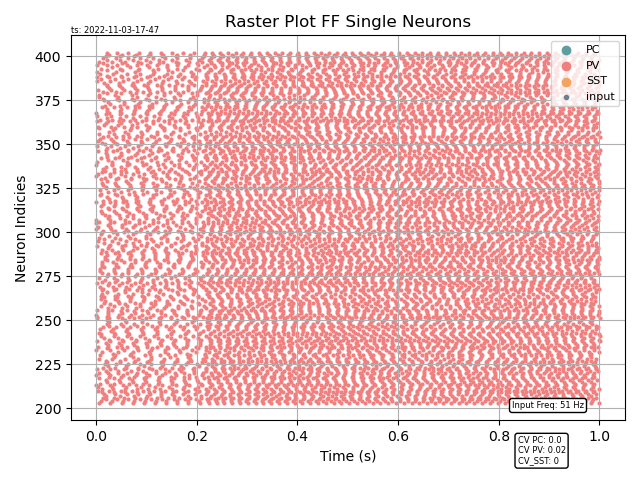 Raster Plot FF Single Neurons
ts: 2022-11-03-17-47
PC
PV
SST
input
400
375
350
325
300
275
250
225
200
Neuron Indicies
Input Freq: 51 Hz
0.0 0.2 0.4 0.6 0.8 1.0
Time (s)
CV PC: 0.0
CV PV: 0.02
CV_SST: 0